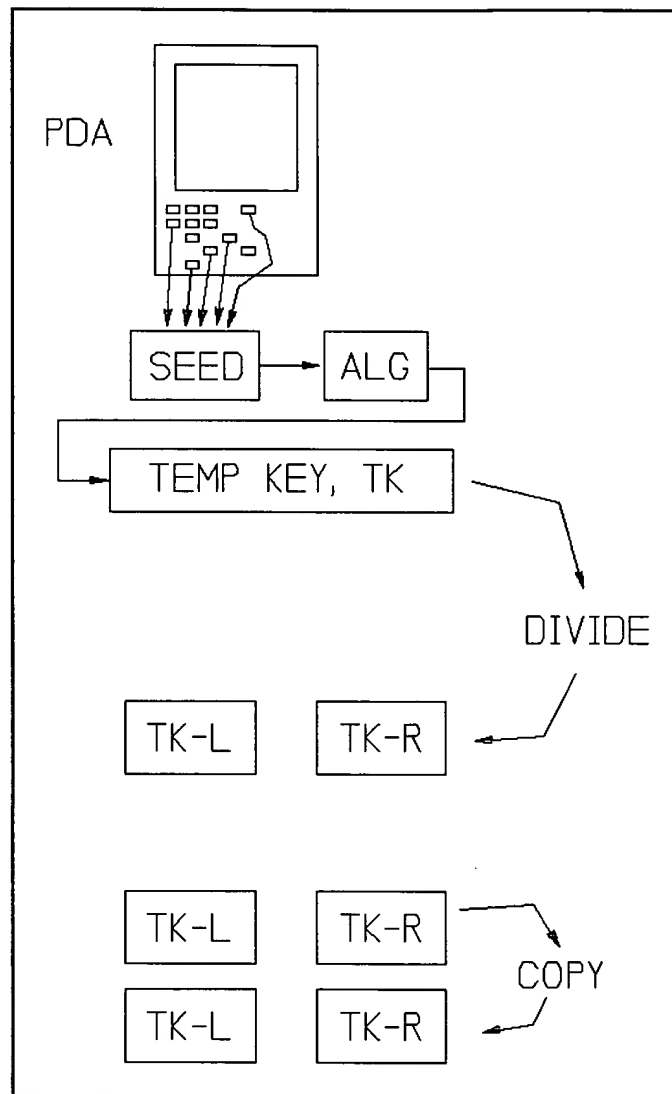 PDA
SEED ALG
TEMP KEY, TK
DIVIDE
TK-L TK-R
TK-L TK-R
COPY
TK-L TK-R